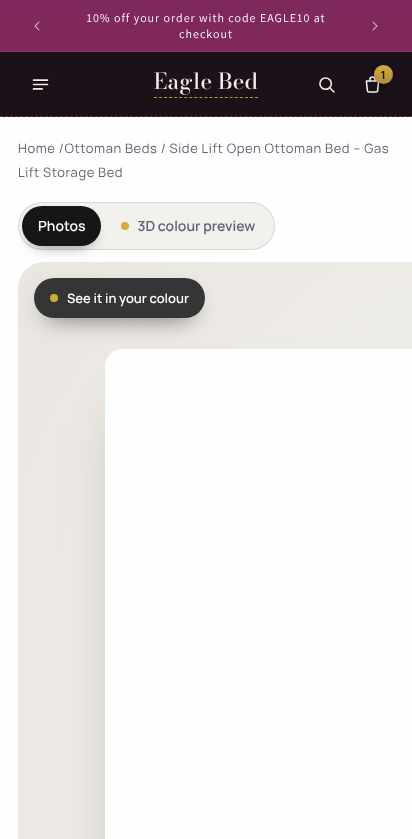 10% off your order with code EAGLE10 at
checkout
Eagle Bed
1
Home /Ottoman Beds / Side Lift Open Ottoman Bed – Gas
Lift Storage Bed
Photos
3D colour preview
See it in your colour